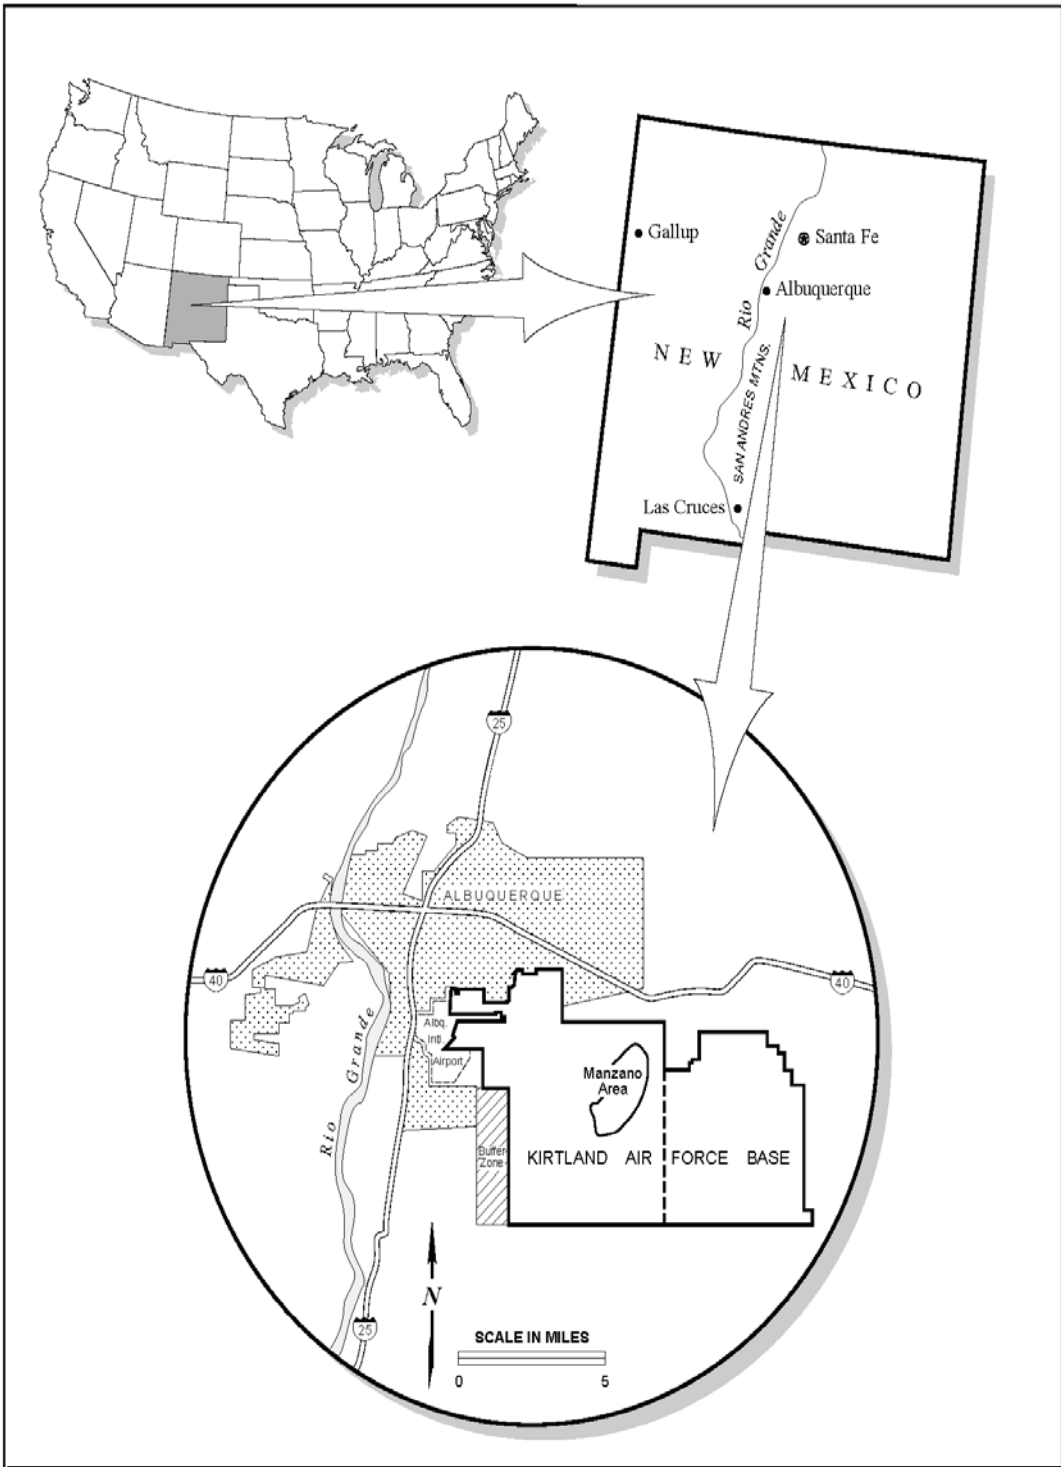 Gallup
Santa Fe
Albuquerque
Rio Grande
NEW MEXICO
SAN ANDRES MTNS.
Las Cruces
25
ALBUQUERQUE
40
40
Albq.
Intl.
Airport
Rio Grande
Manzano
Area
Buffer
Zone
KIRTLAND AIR FORCE BASE
N
25
SCALE IN MILES
0 5